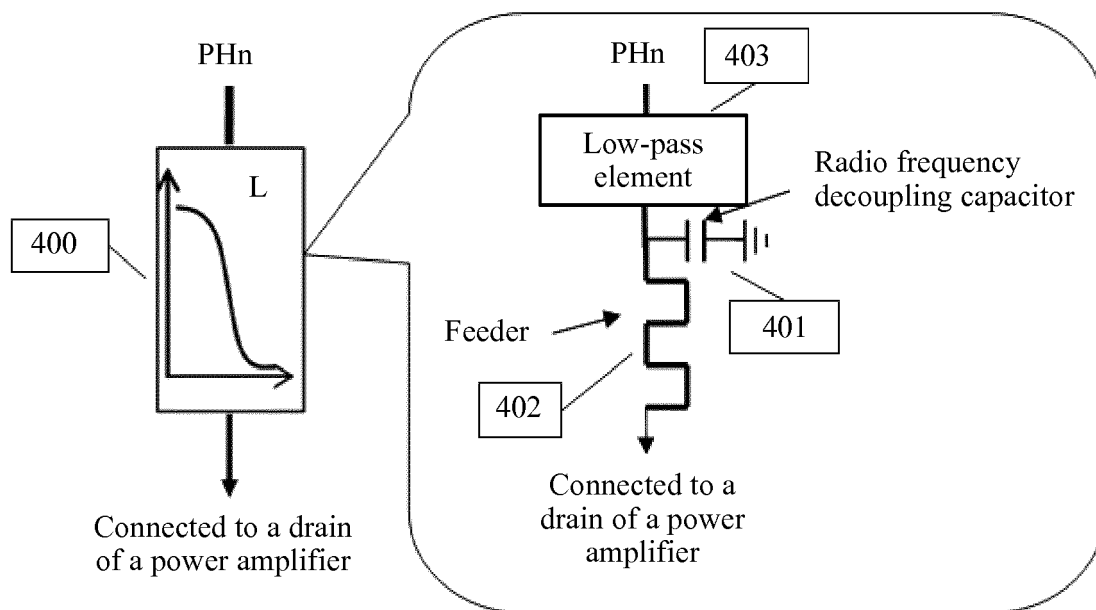 PHn
L
400
Connected to a drain
of a power amplifier
PHn
403
Low-pass
element
Radio frequency
decoupling capacitor
401
Feeder
402
Connected to a
drain of a power
amplifier